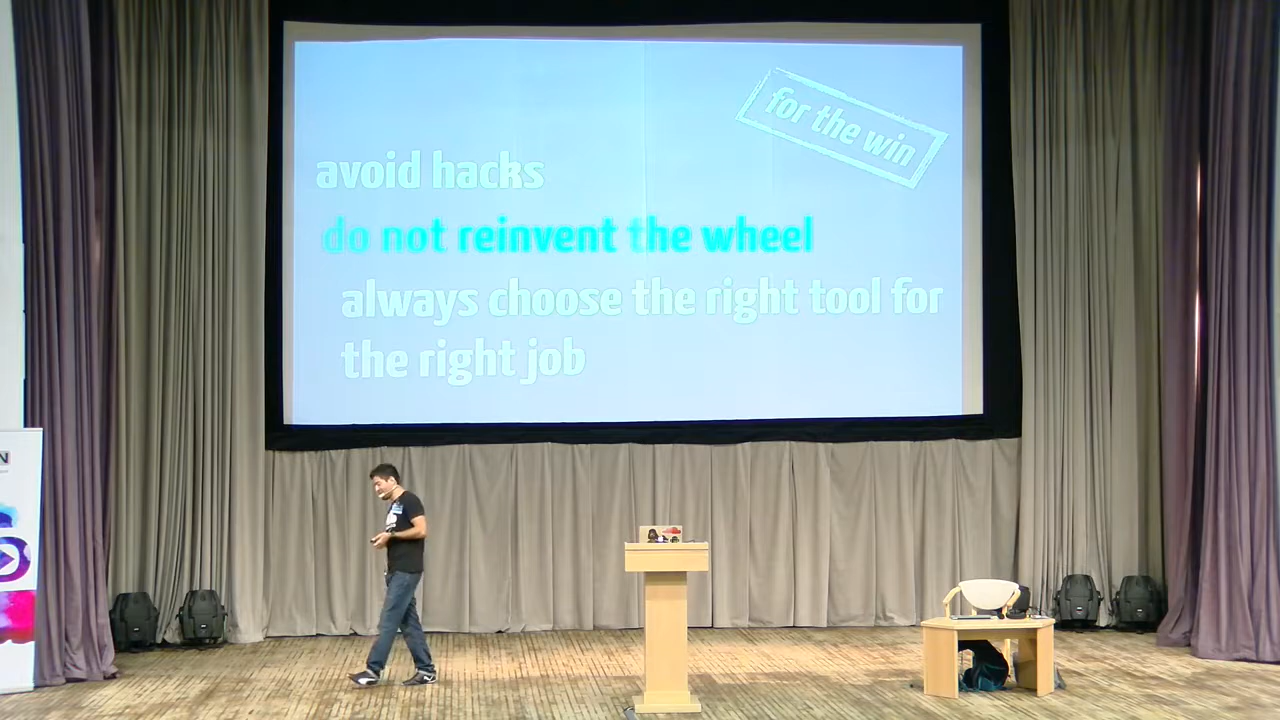 for the win
avoid hacks
do not reinvent the wheel
always choose the right tool for
the right job
N